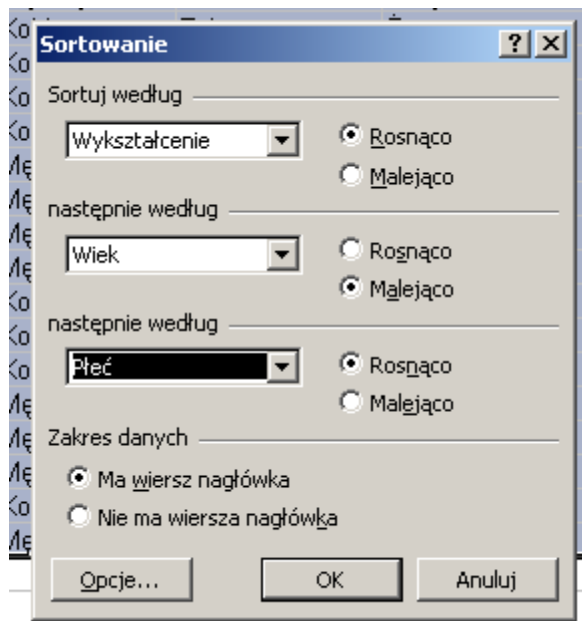 Sortowanie
Sortuj według
Wykształcenie
Rosnąco
Malejąco
następnie według
Wiek
Rosnąco
Malejąco
następnie według
Płeć
Rosnąco
Malejąco
Zakres danych
Ma wiersz nagłówka
Nie ma wiersza nagłówka
Opcje...
OK
Anuluj